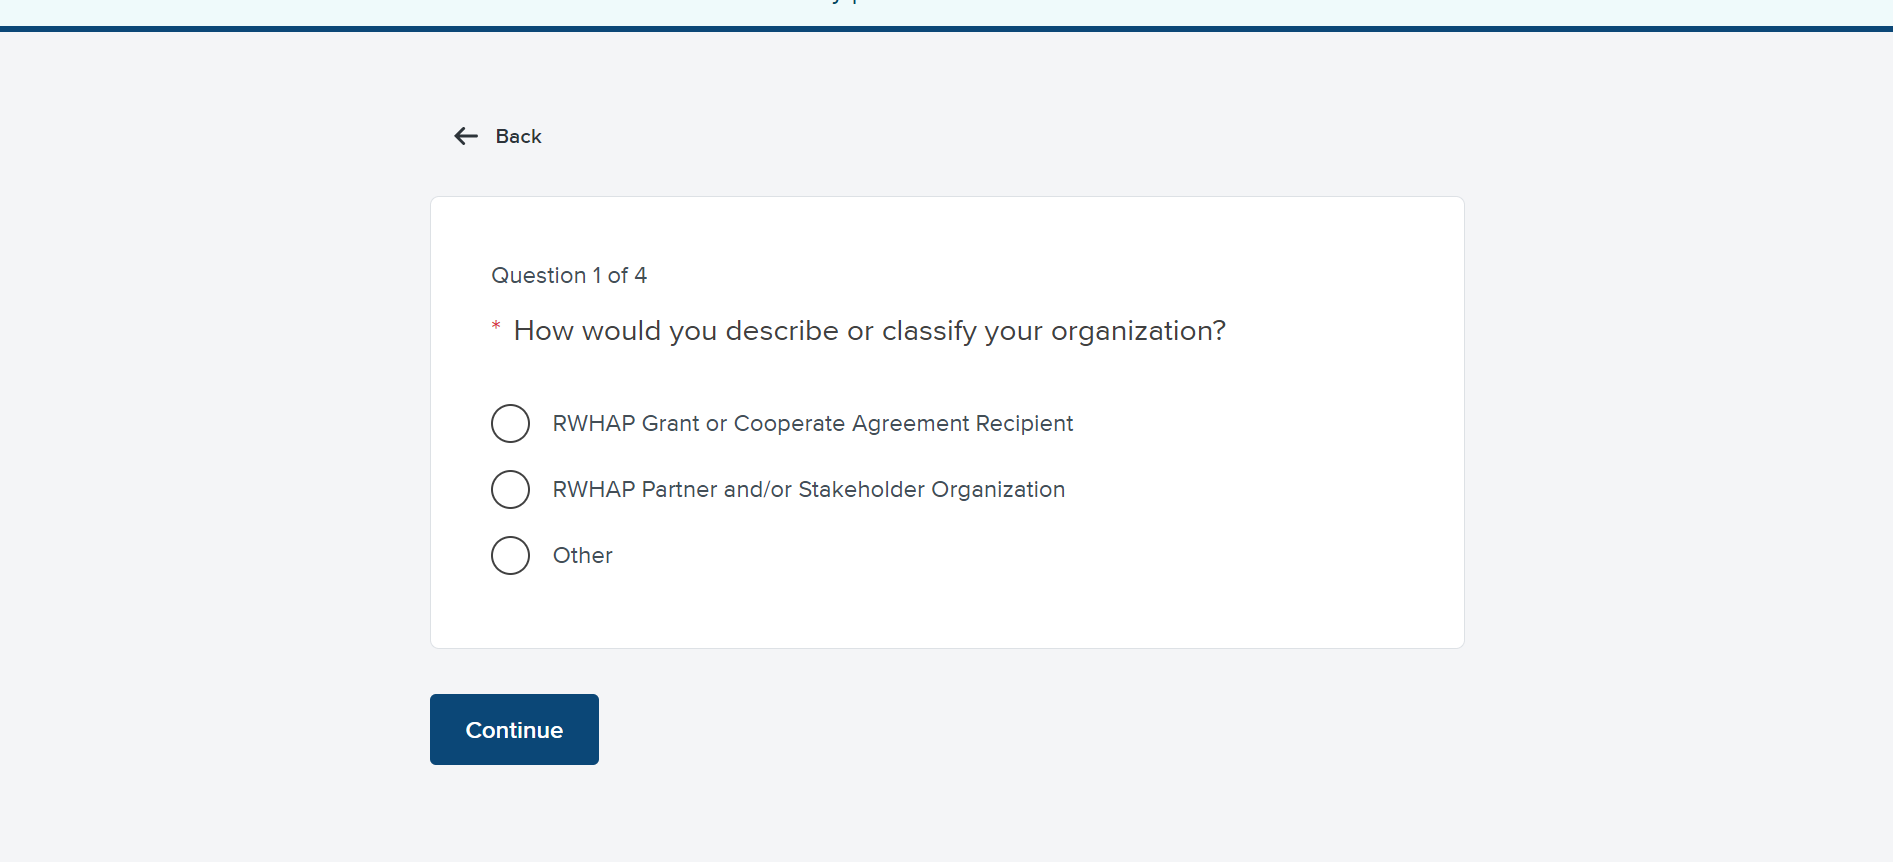 Back
Question 1 of 4
* How would you describe or classify your organization?
RWHAP Grant or Cooperate Agreement Recipient
RWHAP Partner and/or Stakeholder Organization
Other
Continue